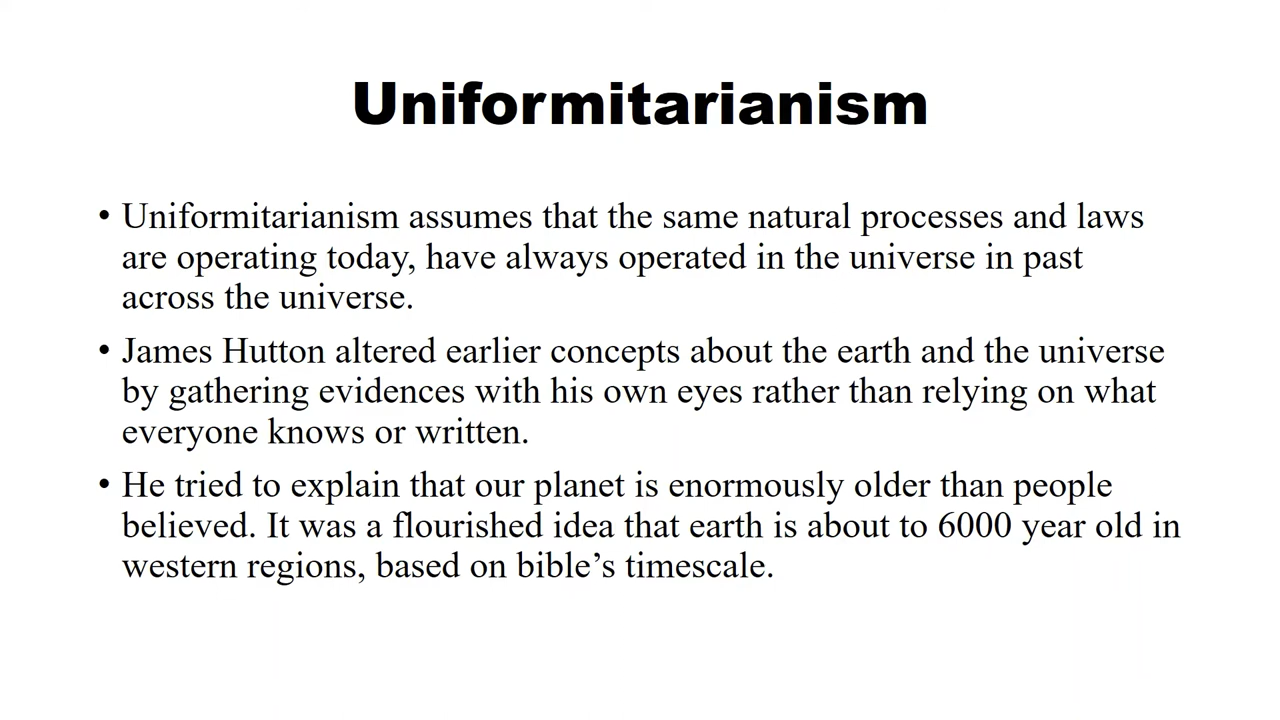 Uniformitarianism
• Uniformitarianism assumes that the same natural processes and laws
are operating today, have always operated in the universe in past
across the universe.
• James Hutton altered earlier concepts about the earth and the universe
by gathering evidences with his own eyes rather than relying on what
everyone knows or written.
• He tried to explain that our planet is enormously older than people
believed. It was a flourished idea that earth is about to 6000 year old in
western regions, based on bible’s timescale.